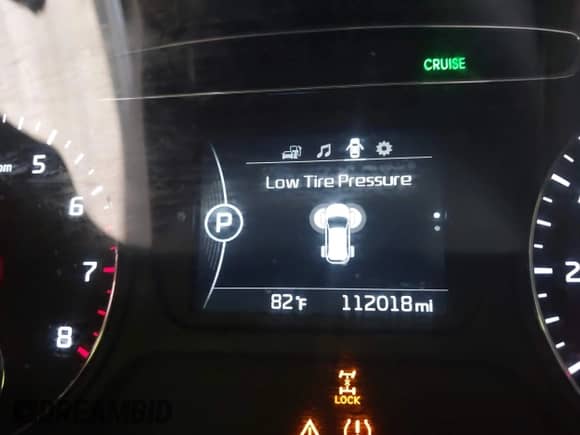 CRUISE
5
6
7
8
Low Tire Pressure
P
82°F 112018mi
2
LOCK
DREAMBID